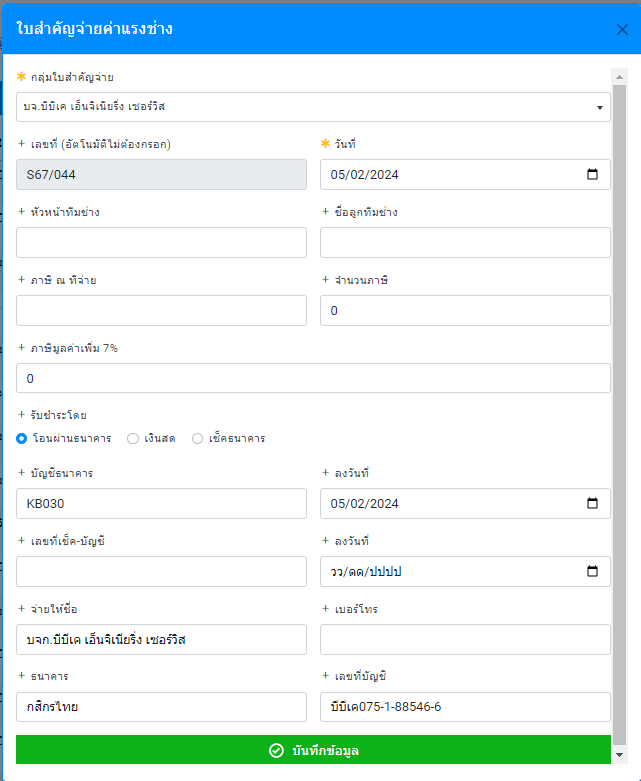 ใบสำคัญจ่ายค่าแรงช่าง
กลุ่มใบสำคัญจ่าย
บจ.บีบีเค เอ็นจิเนียริ่ง เซอร์วิส
+ เลขที่ (อัตโนมัติไม่ต้องกรอก)
วันที่
S67/044
05/02/2024
+ หัวหน้าทีมช่าง
+ ชื่อลูกทีมช่าง
+ ภาษี ณ ที่จ่าย
+ จำนวนภาษี
0
+ ภาษีมูลค่าเพิ่ม 7%
0
+ รับชำระโดย
โอนผ่านธนาคาร เงินสด เช็คธนาคาร
+ บัญชีธนาคาร
+ ลงวันที่
KB030
05/02/2024
+ เลขที่เช็ค-บัญชี
+ ลงวันที่
วว/ดด/ปปปป
+ จ่ายให้ชื่อ
+ เบอร์โทร
บจก.บีบีเค เอ็นจิเนียริ่ง เซอร์วิส
+ ธนาคาร
+ เลขที่บัญชี
กสิกรไทย
บีบีเค075-1-88546-6
บันทึกข้อมูล